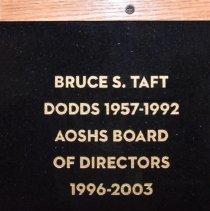 BRUCE S. TAFT
DODDS 1957-1992
AOSHS BOARD
OF DIRECTORS
1996-2003